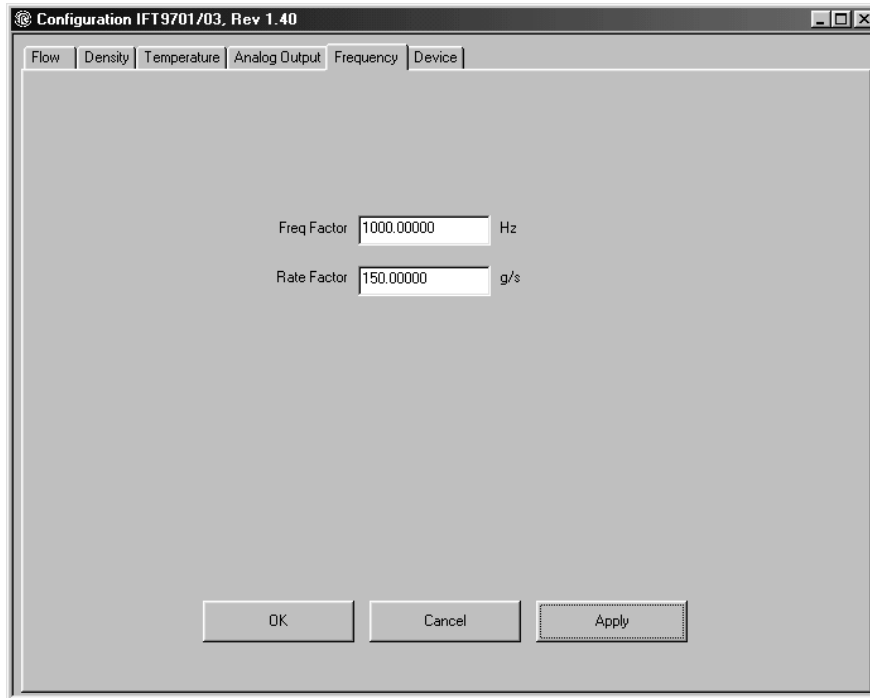 Configuration IFT9701/03, Rev 1.40
Flow Density Temperature Analog Output Frequency Device
Freq Factor 1000.00000 Hz
Rate Factor 150.00000 g/s
OK Cancel Apply